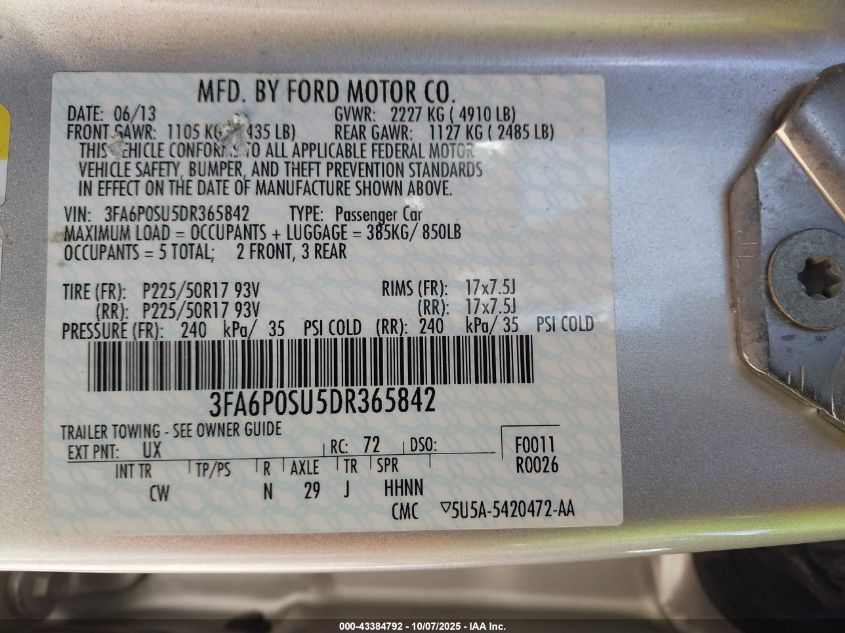 MFD. BY FORD MOTOR CO.
DATE: 06/13 GVWR: 2227 KG ( 4910 LB)
FRONT GAWR: 1105 KG 435 LB) REAR GAWR: 1127 KG ( 2485 LB)
THIS VEHICLE CONFORMS TO ALL APPLICABLE FEDERAL MOTOR
VEHICLE SAFETY, BUMPER, AND THEFT PREVENTION STANDARDS
IN EFFECT ON THE DATE OF MANUFACTURE SHOWN ABOVE.
VIN: 3FA6P0SU5DR365842 TYPE: Passenger Car
MAXIMUM LOAD = OCCUPANTS + LUGGAGE = 385KG/ 850LB
OCCUPANTS = 5 TOTAL; 2 FRONT, 3 REAR
TIRE (FR): P225/50R17 93V RIMS (FR): 17x7.5J
(RR): P225/50R17 93V (RR): 17x7.5J
PRESSURE (FR): 240 kPa/ 35 PSI COLD (RR): 240 kPa/ 35 PSI COLD
3FA6P0SU5DR365842
TRAILER TOWING - SEE OWNER GUIDE
EXT PNT: UX RC: 72 DSO: F0011
R0026
INT TR TP/PS R AXLE TR SPR
CW N 29 J HHNN
CMC ▽5U5A-5420472-AA
000-43384792 - 10/07/2025 - IAA Inc.